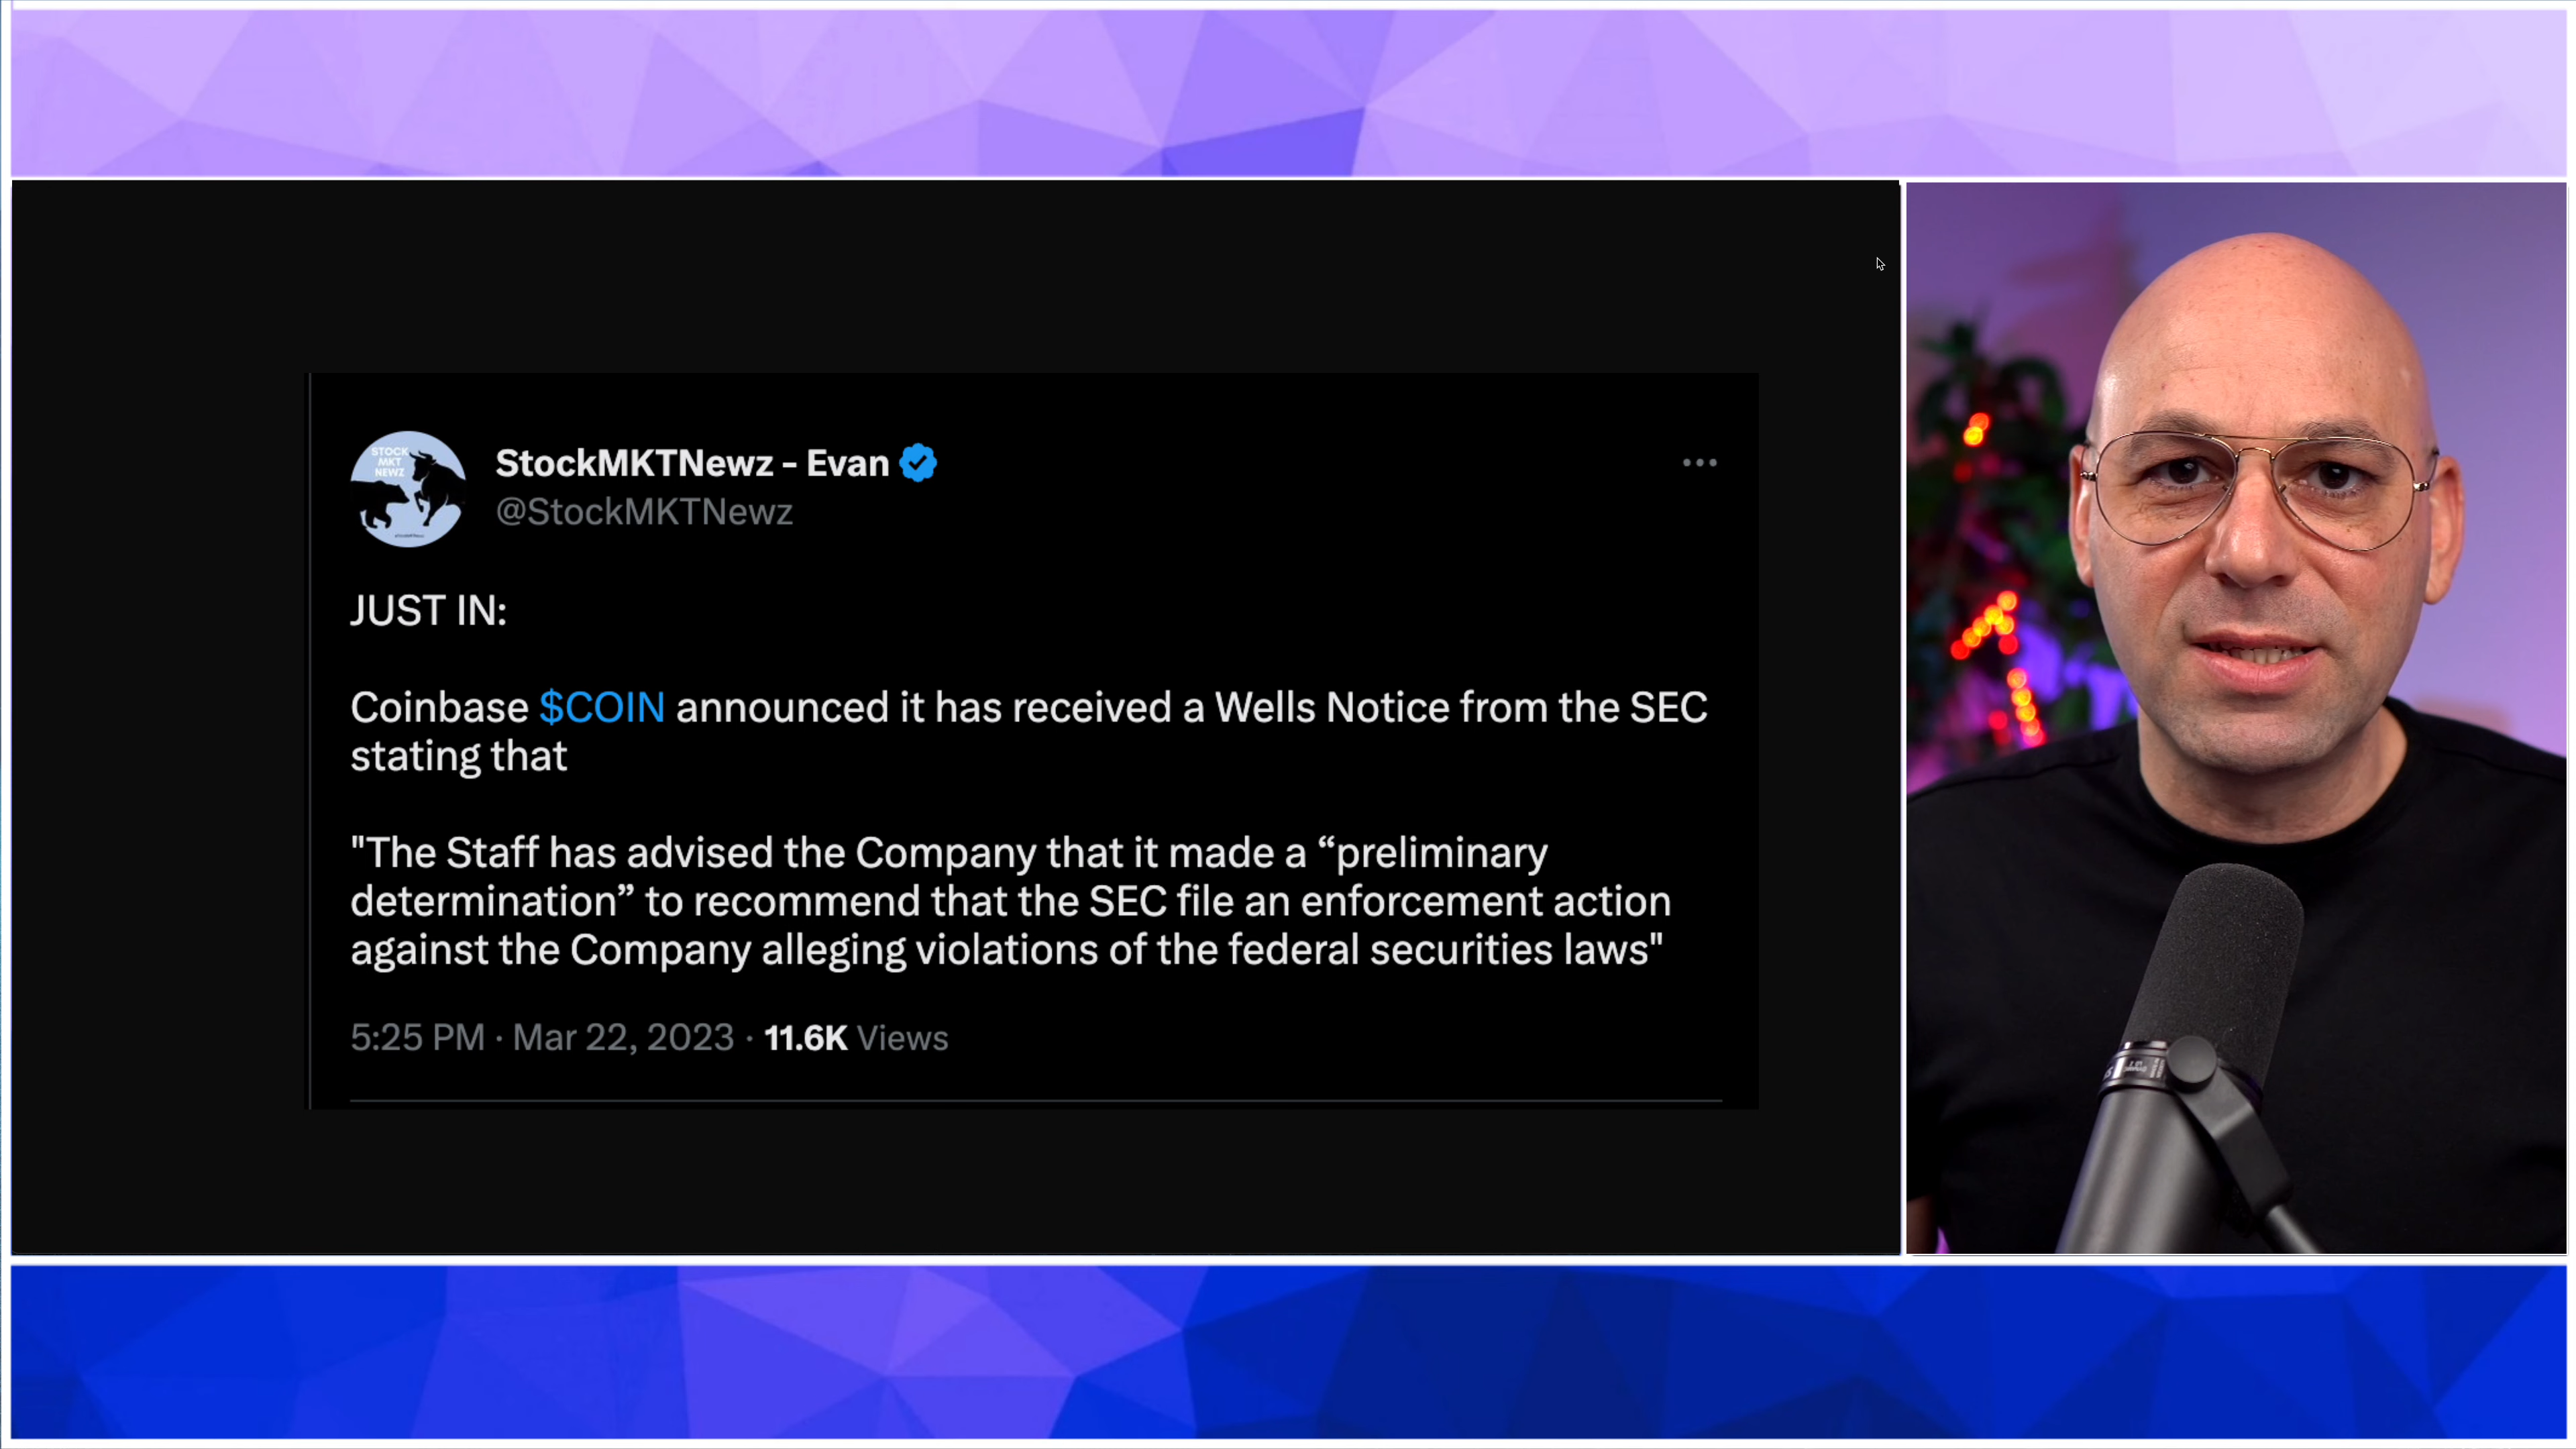 STOCK
MKT
NEWZ
StockMKTNewz - Evan
@StockMKTNewz
JUST IN:
Coinbase $COIN announced it has received a Wells Notice from the SEC
stating that
"The Staff has advised the Company that it made a “preliminary
determination” to recommend that the SEC file an enforcement action
against the Company alleging violations of the federal securities laws"
5:25 PM · Mar 22, 2023 · 11.6K Views